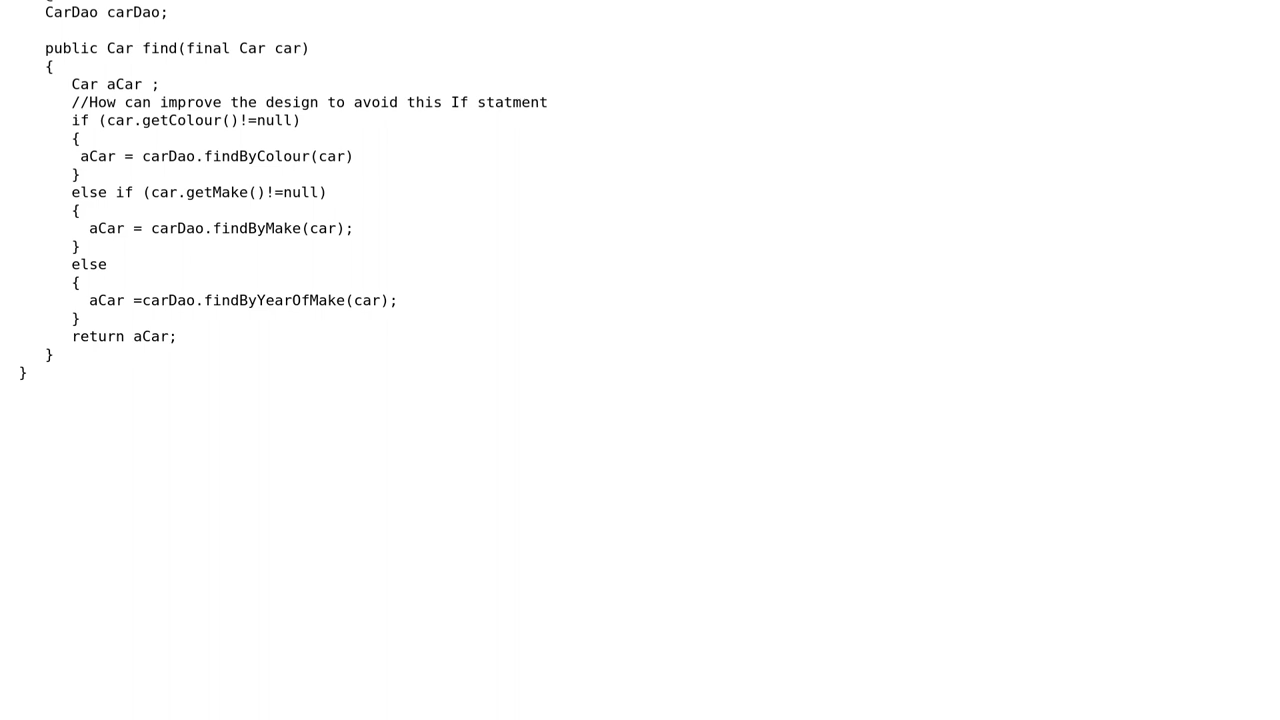 CarDao carDao;
public Car find(final Car car)
{
Car aCar ;
//How can improve the design to avoid this If statment
if (car.getColour()!=null)
{
aCar = carDao.findByColour(car)
}
else if (car.getMake()!=null)
{
aCar = carDao.findByMake(car);
}
else
{
aCar =carDao.findByYearOfMake(car);
}
return aCar;
}
}